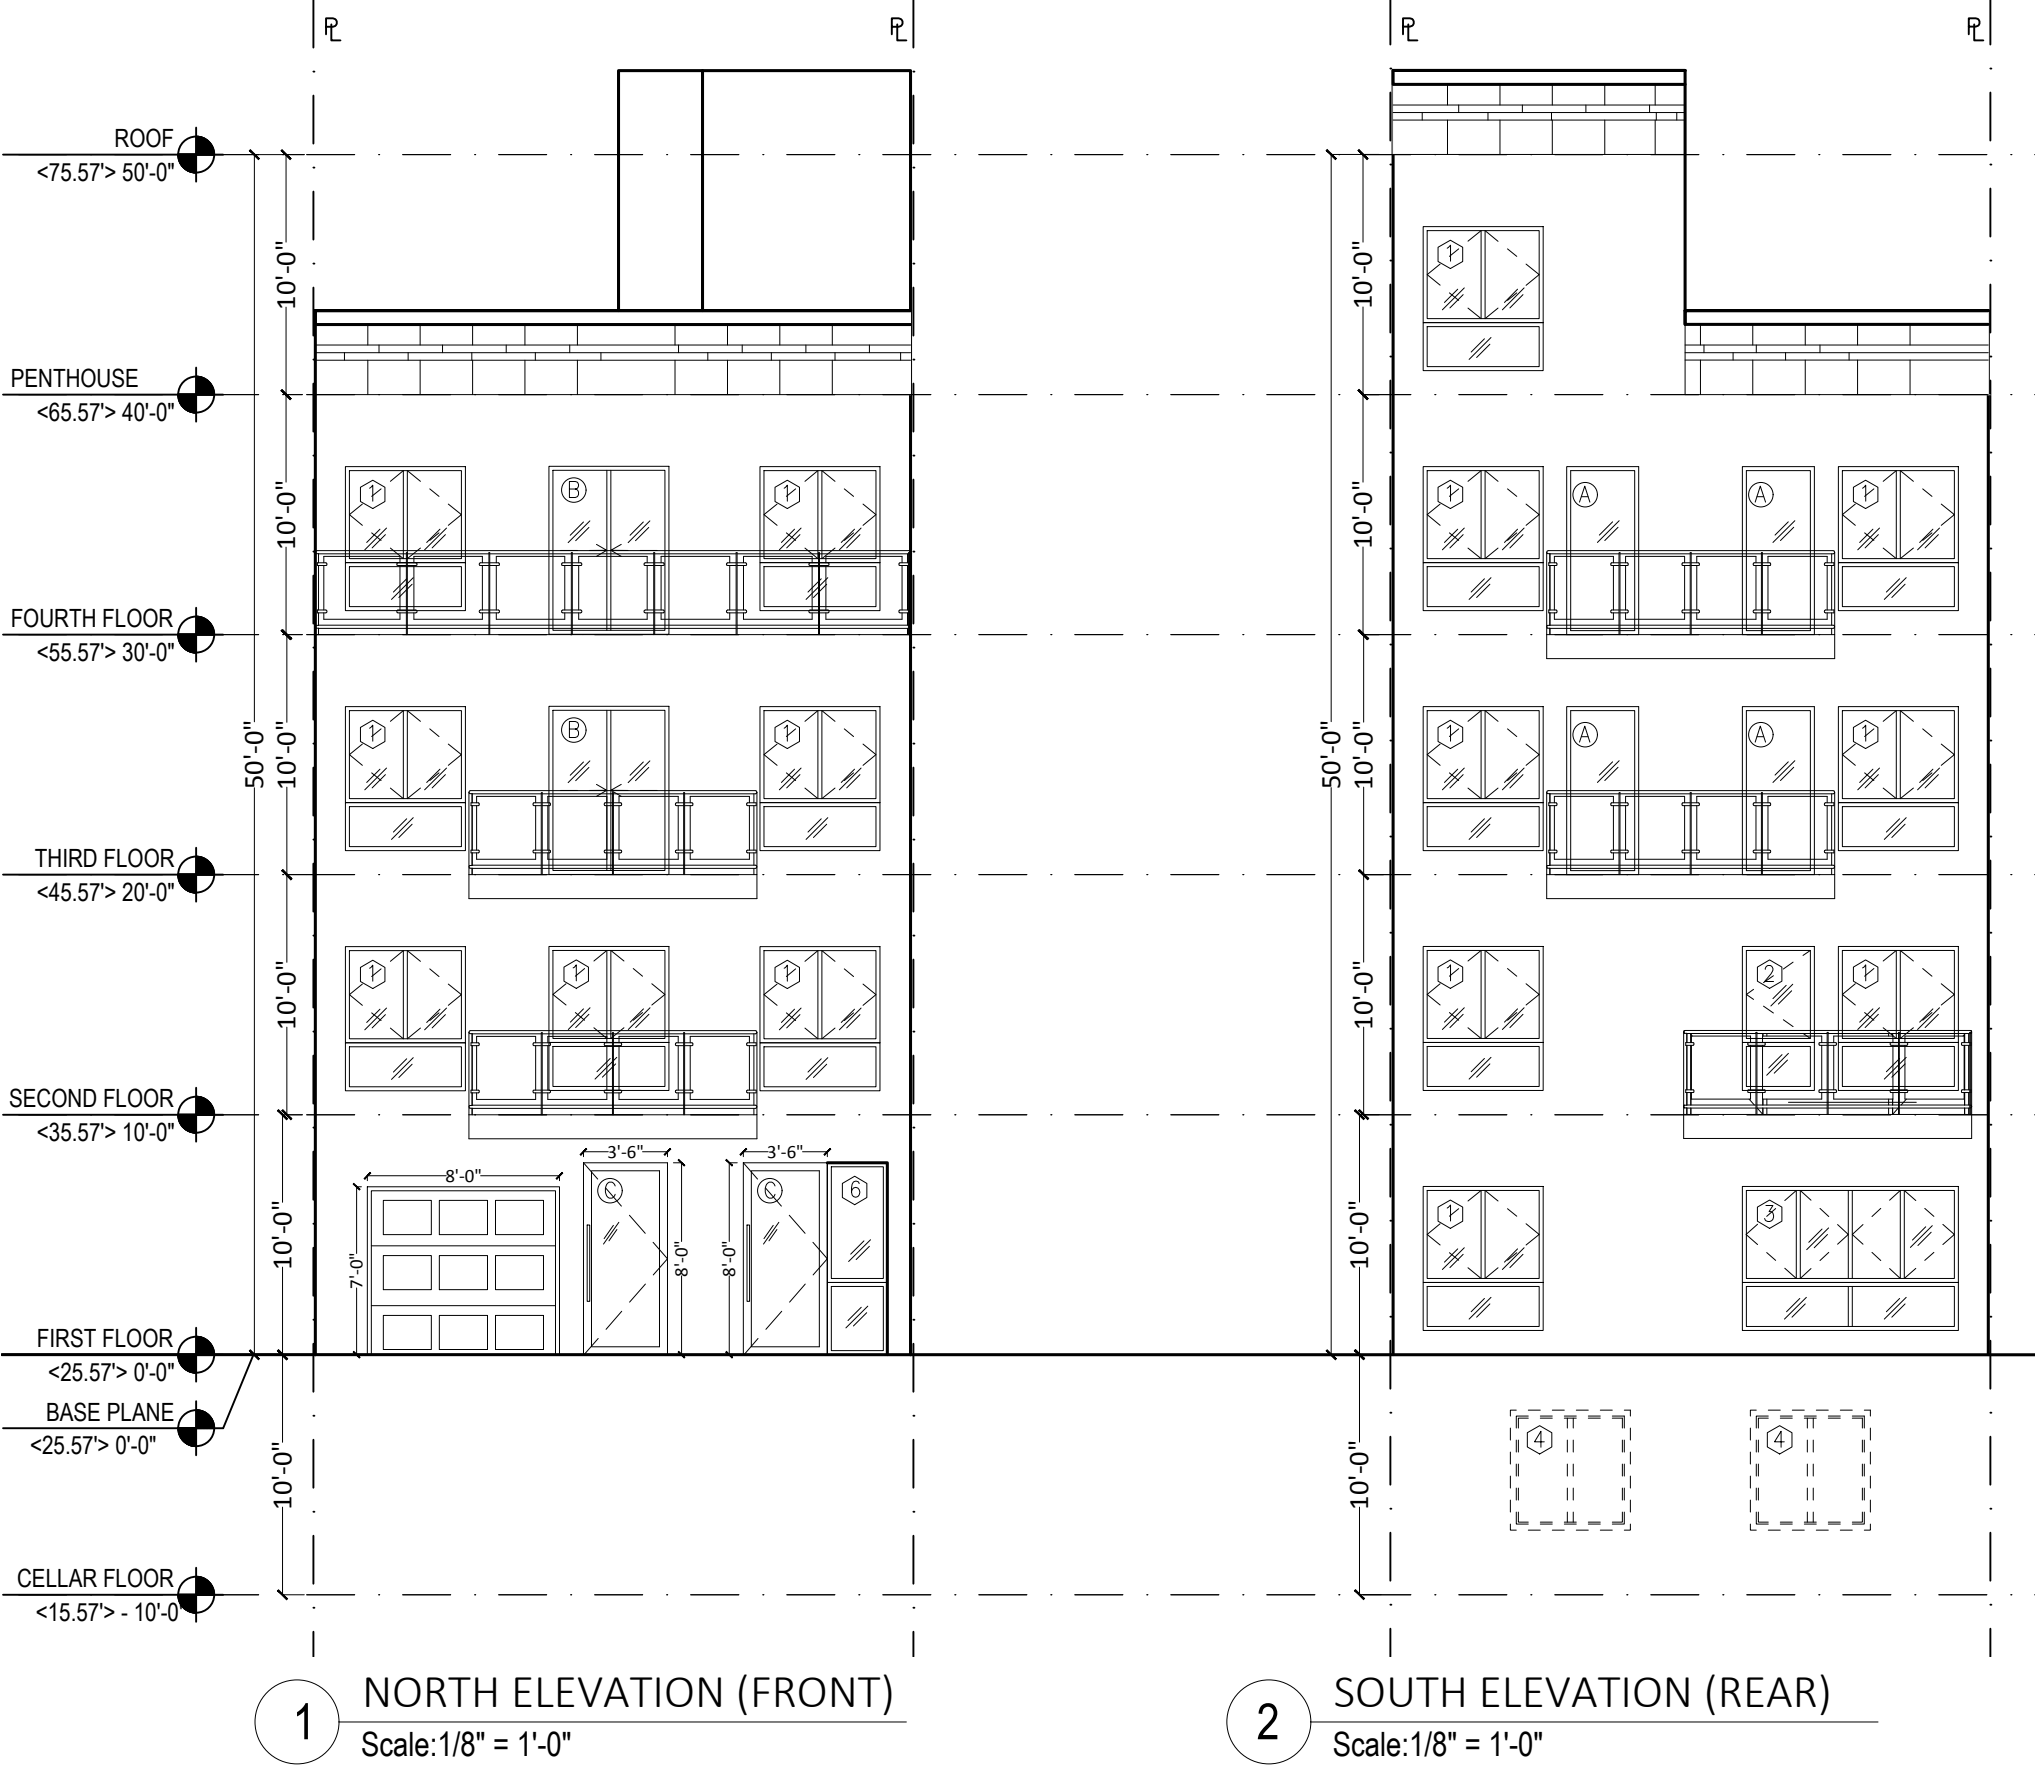 PL PL PL PL
ROOF
<75.57'> 50'-0"
10'-0" 10'-0"
PENTHOUSE
<65.57'> 40'-0"
1
1 B 1 1 A A 1
10'-0" 10'-0"
FOURTH FLOOR
<55.57'> 30'-0"
1 B 1 1 A A 1
50'-0" 10'-0" 50'-0" 10'-0"
THIRD FLOOR
<45.57'> 20'-0"
1 1 1 1 2 1
10'-0" 10'-0"
SECOND FLOOR
<35.57'> 10'-0"
3'-6" 3'-6"
8'-0"
C C 6 1 3
10'-0" 7'-0" 8'-0" 8'-0" 10'-0"
FIRST FLOOR
<25.57'> 0'-0"
BASE PLANE
<25.57'> 0'-0"
4 4
10'-0" 10'-0"
CELLAR FLOOR
<15.57'> - 10'-0"
1 NORTH ELEVATION (FRONT)
Scale:1/8" = 1'-0"
2 SOUTH ELEVATION (REAR)
Scale:1/8" = 1'-0"